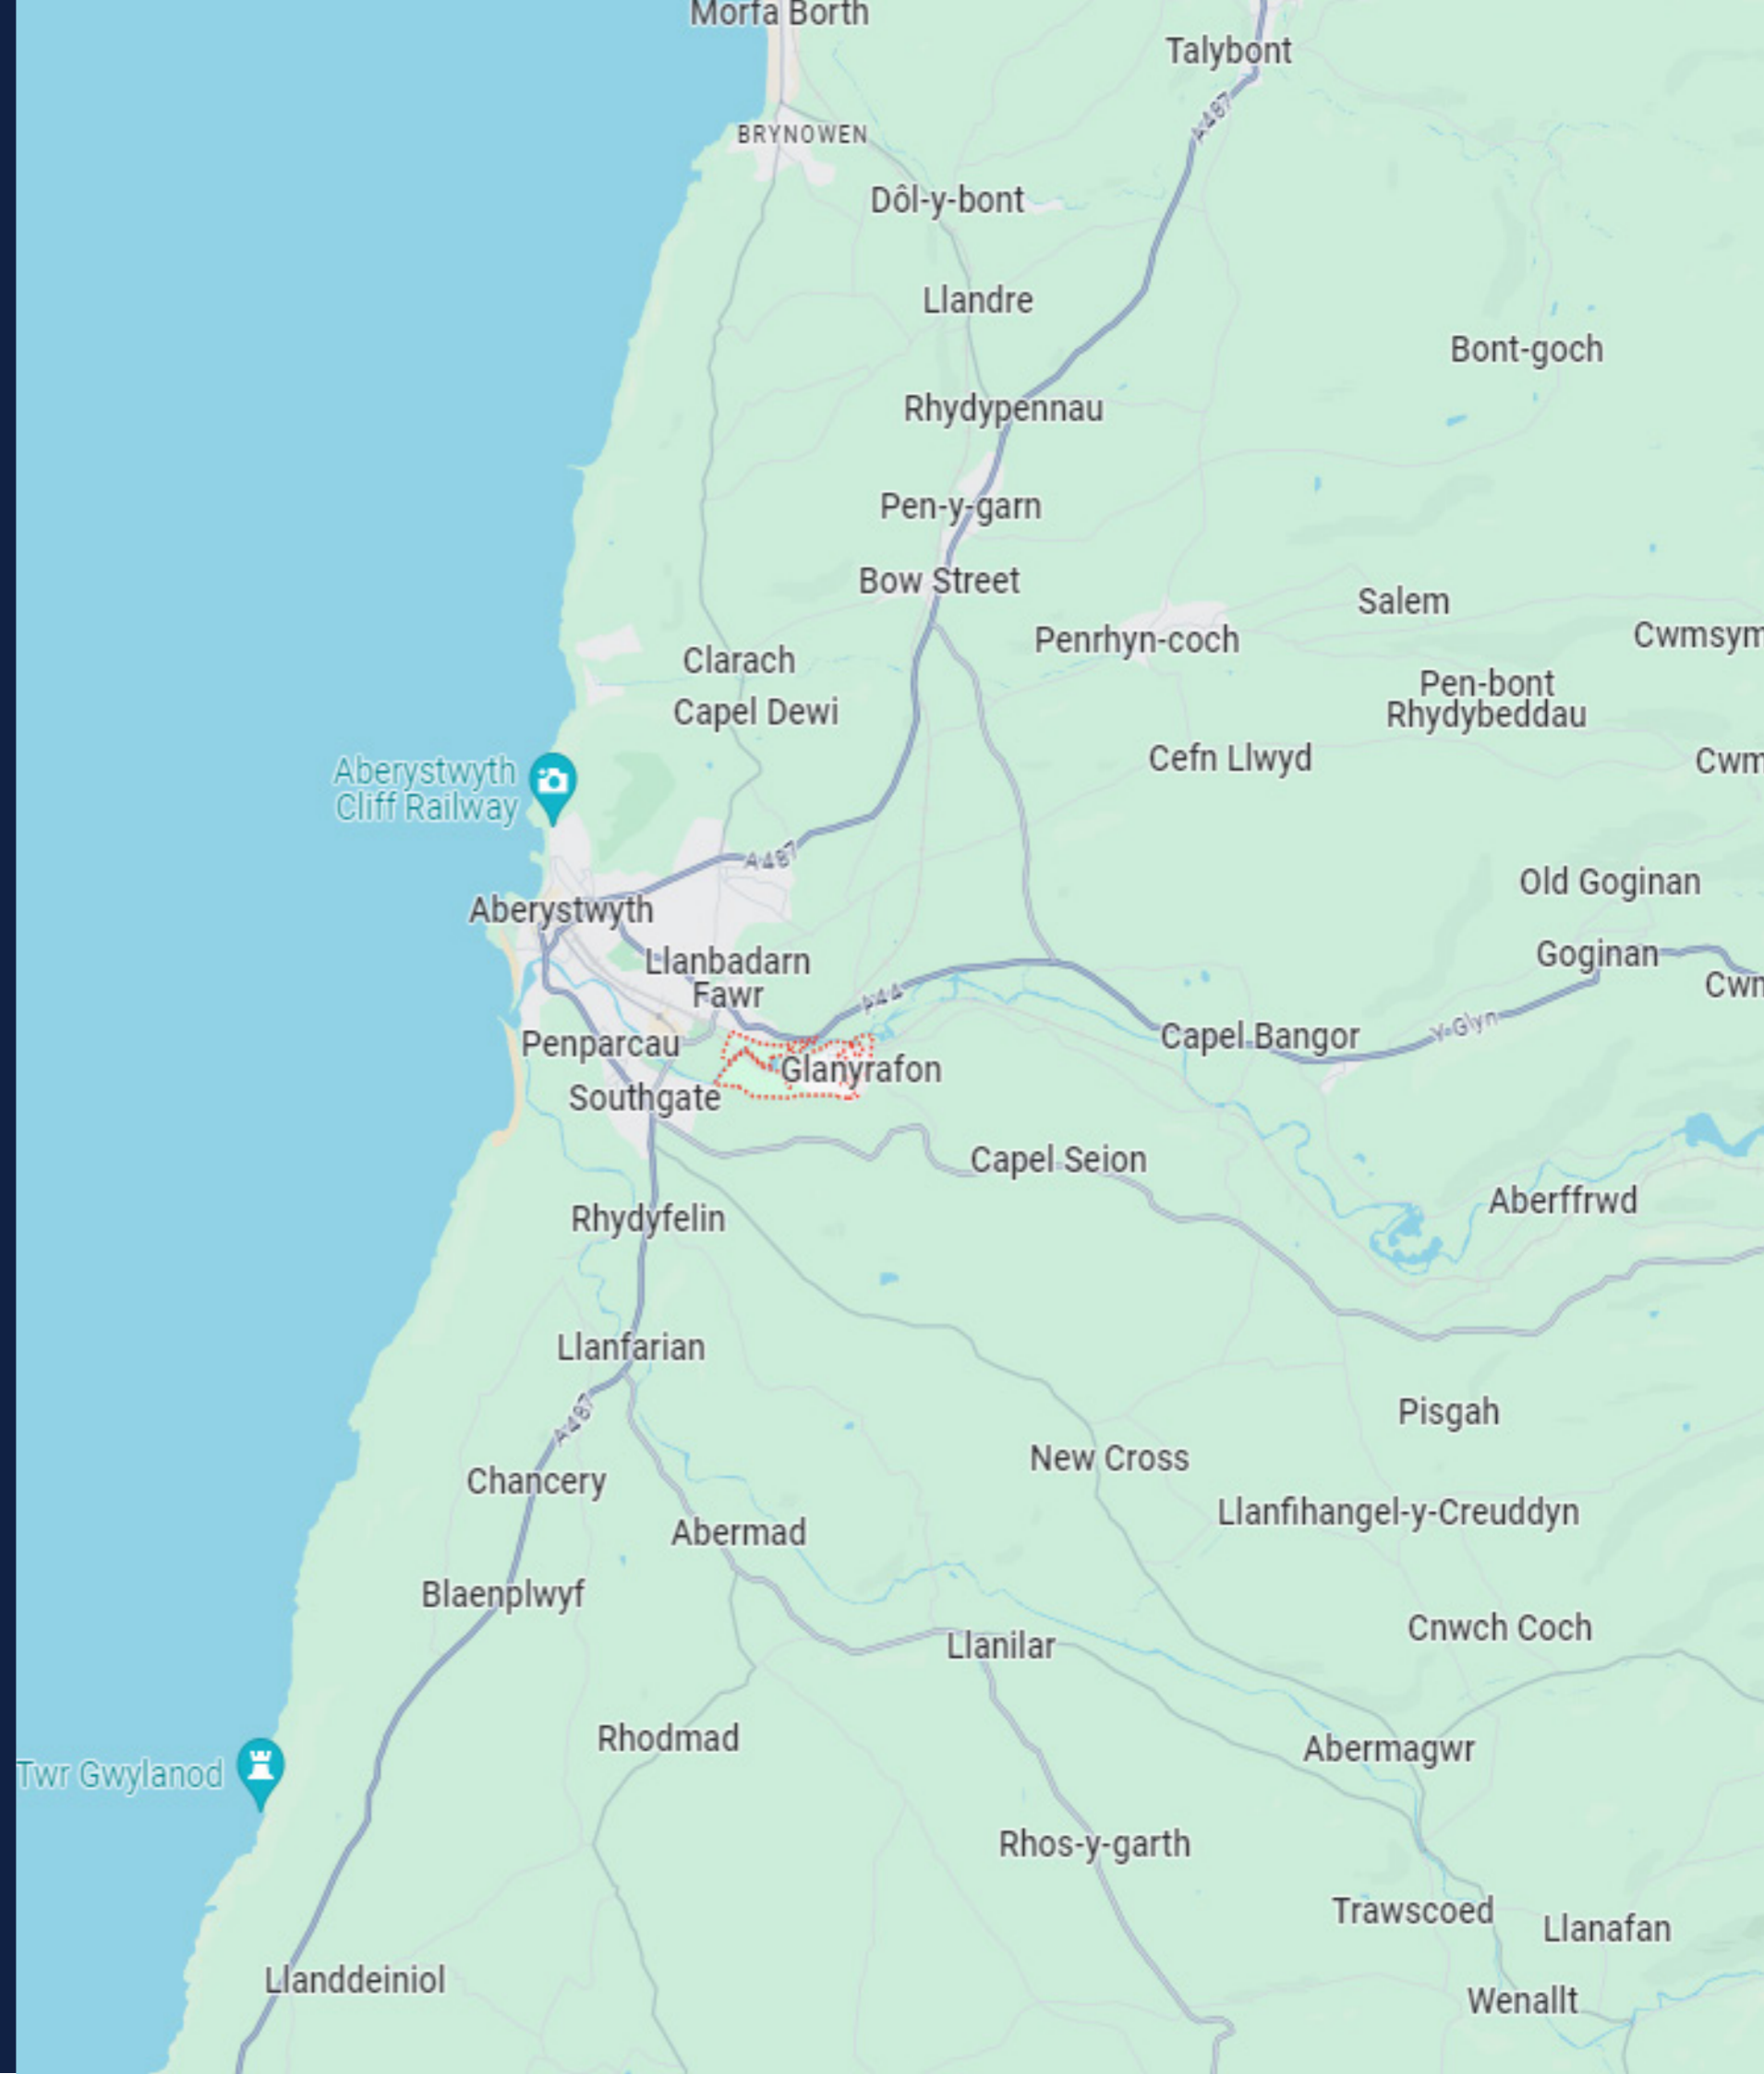 Morfa Borth
Talybont
A487
BRYNOWEN
Dôl-y-bont
Llandre
Bont-goch
Rhydypennau
Pen-y-garn
Bow Street
Salem
Penrhyn-coch
Cwmsym
Clarach
Pen-bont
Rhydybeddau
Capel Dewi
Cefn Llwyd
Cwm
Aberystwyth
Cliff Railway
A487
Old Goginan
Aberystwyth
Goginan
Llanbadarn
Fawr
Cwn
A44
Y Glyn
Capel Bangor
Penparcau
Glanyrafon
Southgate
Capel Seion
Aberffrwd
Rhydyfelin
Llanfarian
A487
Pisgah
New Cross
Chancery
Llanfihangel-y-Creuddyn
Abermad
Blaenplwyf
Cnwch Coch
Llanilar
Rhodmad
Abermagwr
Twr Gwylanod
Rhos-y-garth
Trawscoed
Llanafan
Llanddeiniol
Wenallt